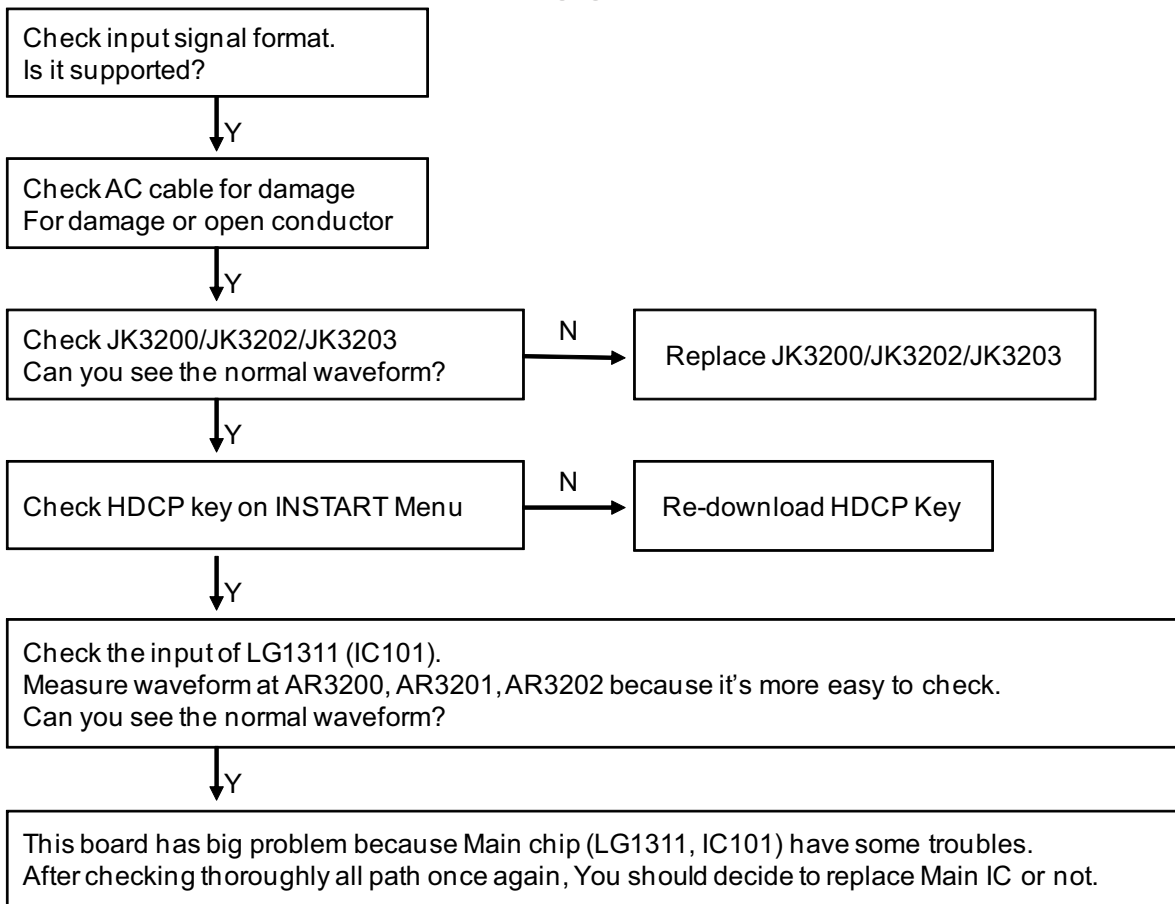 Check input signal format.
Is it supported?
Y
Check AC cable for damage
For damage or open conductor
Y
Check JK3200/JK3202/JK3203
Can you see the normal waveform?
N
Replace JK3200/JK3202/JK3203
Y
Check HDCP key on INSTART Menu
N
Re-download HDCP Key
Y
Check the input of LG1311 (IC101).
Measure waveform at AR3200, AR3201, AR3202 because it’s more easy to check.
Can you see the normal waveform?
Y
This board has big problem because Main chip (LG1311, IC101) have some troubles.
After checking thoroughly all path once again, You should decide to replace Main IC or not.